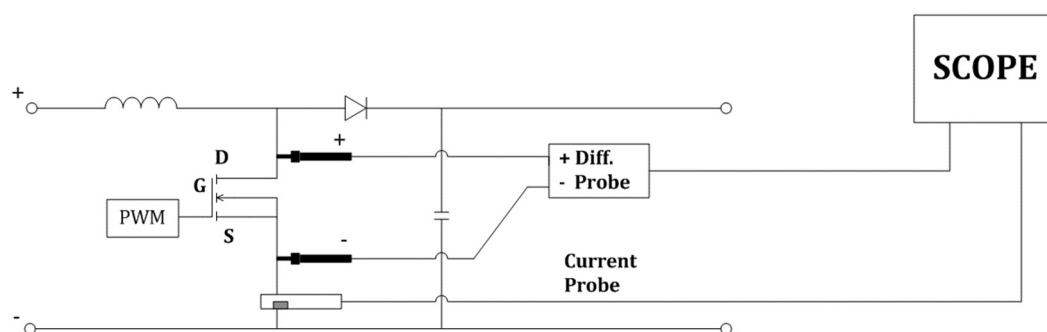 SCOPE
+
+
D
+ Diff.
- Probe
G
PWM
S
-
Current
Probe
-